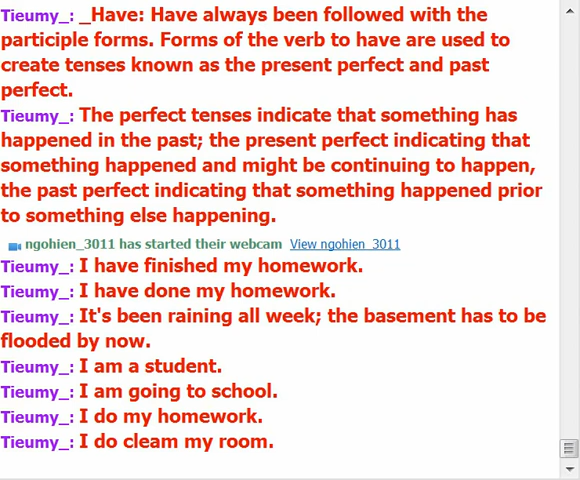 Tieumy_: _Have: Have always been followed with the
participle forms. Forms of the verb to have are used to
create tenses known as the present perfect and past
perfect.
Tieumy_: The perfect tenses indicate that something has
happened in the past; the present perfect indicating that
something happened and might be continuing to happen,
the past perfect indicating that something happened prior
to something else happening.
ngohien_3011 has started their webcam View ngohien_3011
Tieumy_: I have finished my homework.
Tieumy_: I have done my homework.
Tieumy_: It's been raining all week; the basement has to be
flooded by now.
Tieumy_: I am a student.
Tieumy_: I am going to school.
Tieumy_: I do my homework.
Tieumy_: I do cleam my room.